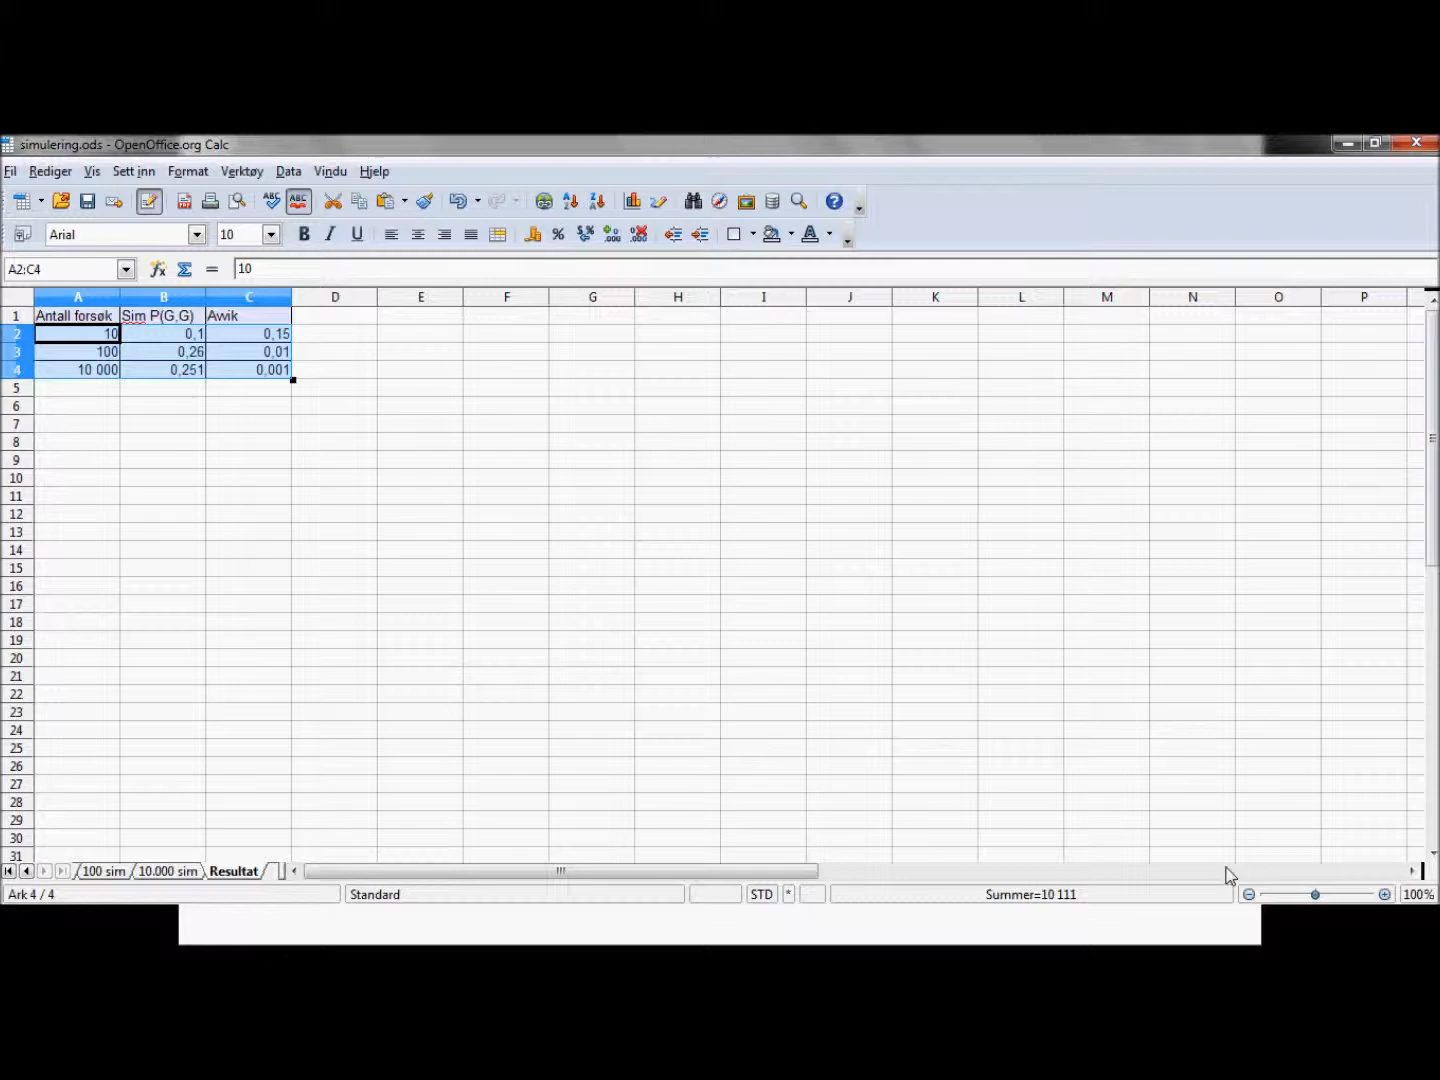 simulering.ods - OpenOffice.org Calc
Fil Rediger Vis Sett inn Format Verktøy Data Vindu Hjelp
Arial 10
A2:C4 10
A B C D E F G H I J K L M N O P
1 Antall forsøk Sim P(G,G) Avvik
2 10 0,1 0,15
3 100 0,26 0,01
4 10 000 0,251 0,001
5
6
7
8
9
10
11
12
13
14
15
16
17
18
19
20
21
22
23
24
25
26
27
28
29
30
31
100 sim 10.000 sim Resultat
Ark 4 / 4 Standard STD * Summer=10 111 100%